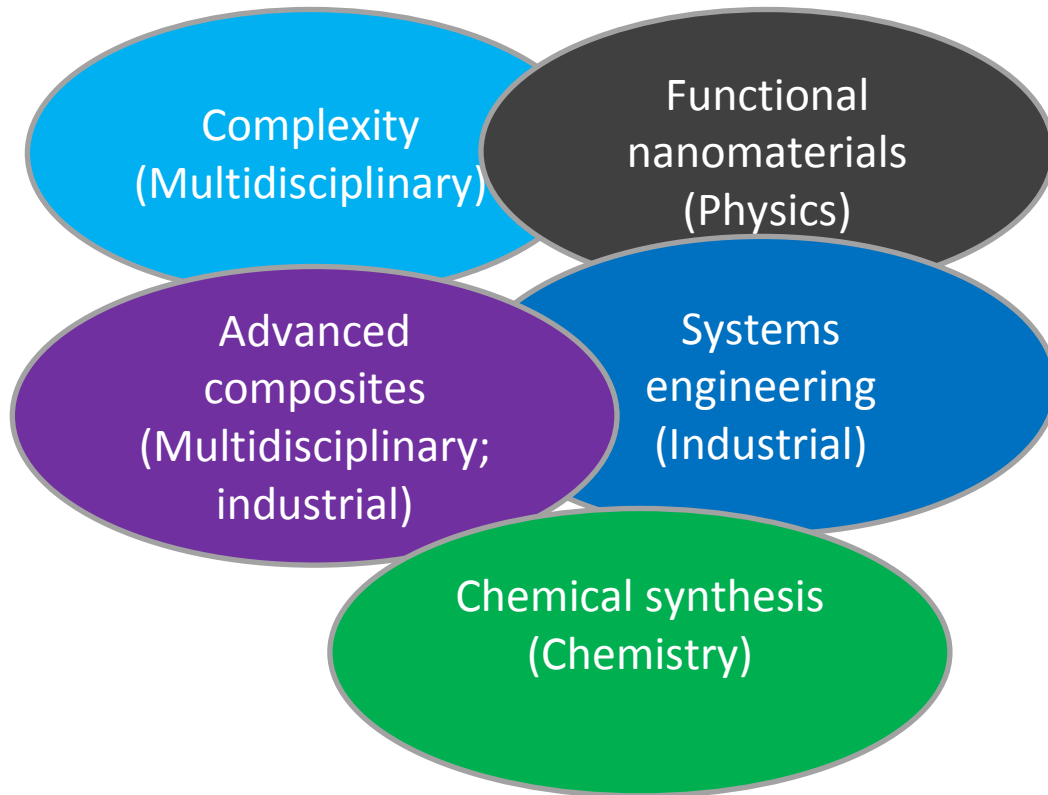 Complexity
(Multidisciplinary)
Functional
nanomaterials
(Physics)
Advanced
composites
(Multidisciplinary;
industrial)
Systems
engineering
(Industrial)
Chemical synthesis
(Chemistry)